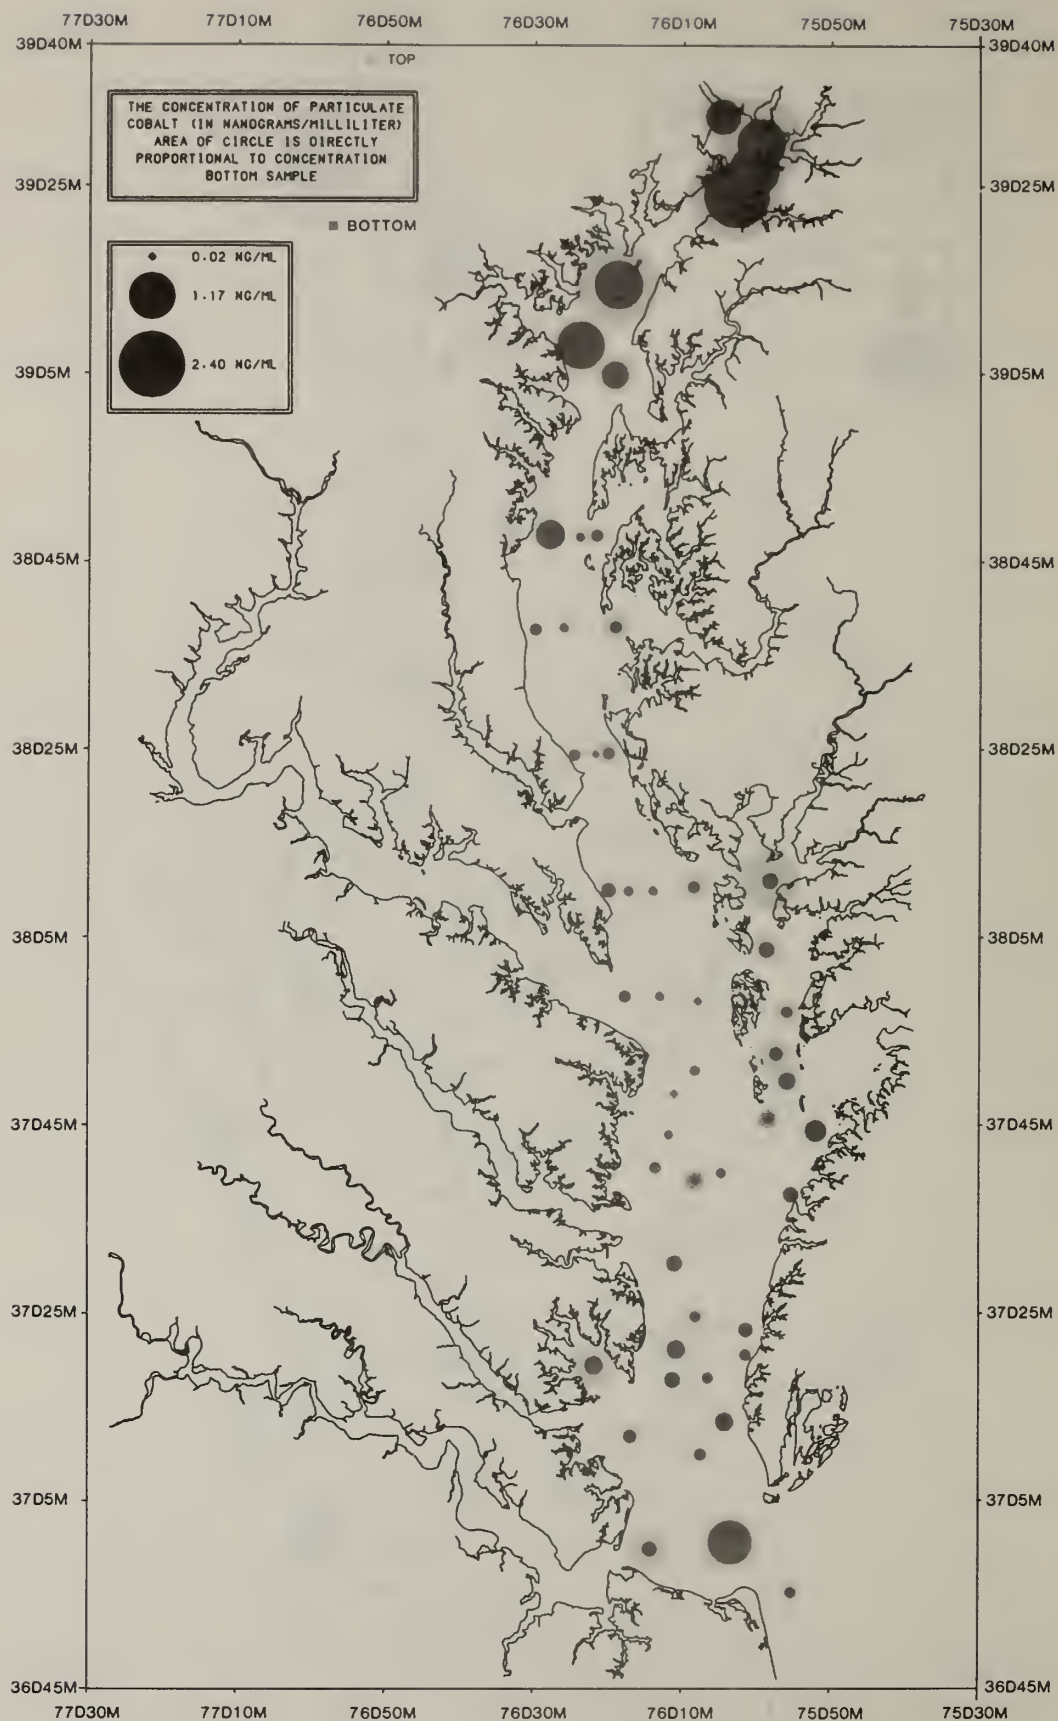 77D30M 77D10M 76D50M 76D30M 76D10M 75D50M 75D30M
39D40M 39D40M
TOP
THE CONCENTRATION OF PARTICULATE
COBALT (IN NANOGRAMS/MILLILITER)
AREA OF CIRCLE IS DIRECTLY
PROPORTIONAL TO CONCENTRATION
BOTTOM SAMPLE
39D25M 39D25M
BOTTOM
0.02 NG/ML
1.17 NG/ML
2.40 NG/ML
39D5M 39D5M
38D45M 38D45M
38D25M 38D25M
38D5M 38D5M
37D45M 37D45M
37D25M 37D25M
37D5M 37D5M
36D45M 36D45M
77D30M 77D10M 76D50M 76D30M 76D10M 75D50M 75D30M